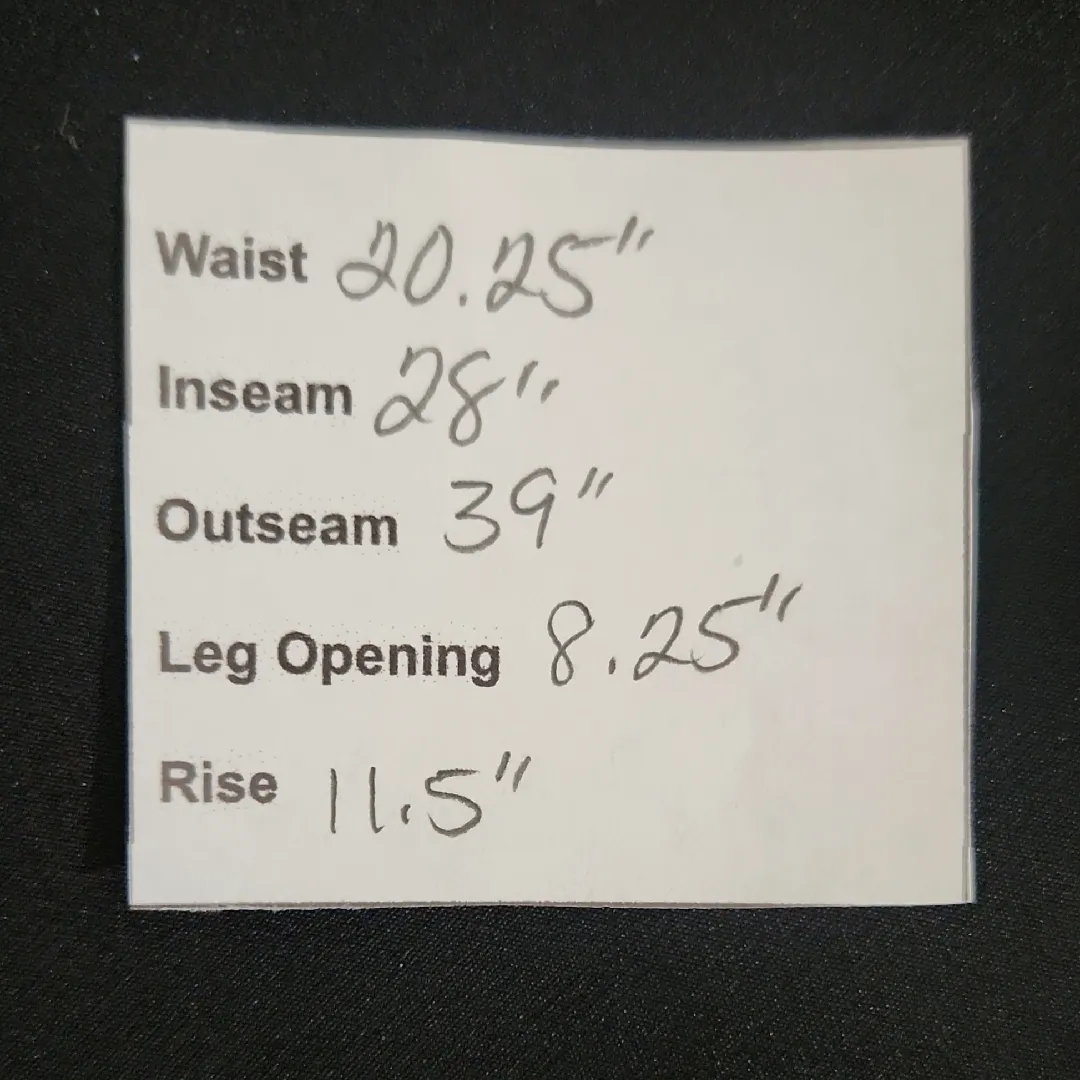 Waist 20.25"
Inseam 28"
Outseam 39"
Leg Opening 8.25"
Rise 11.5"